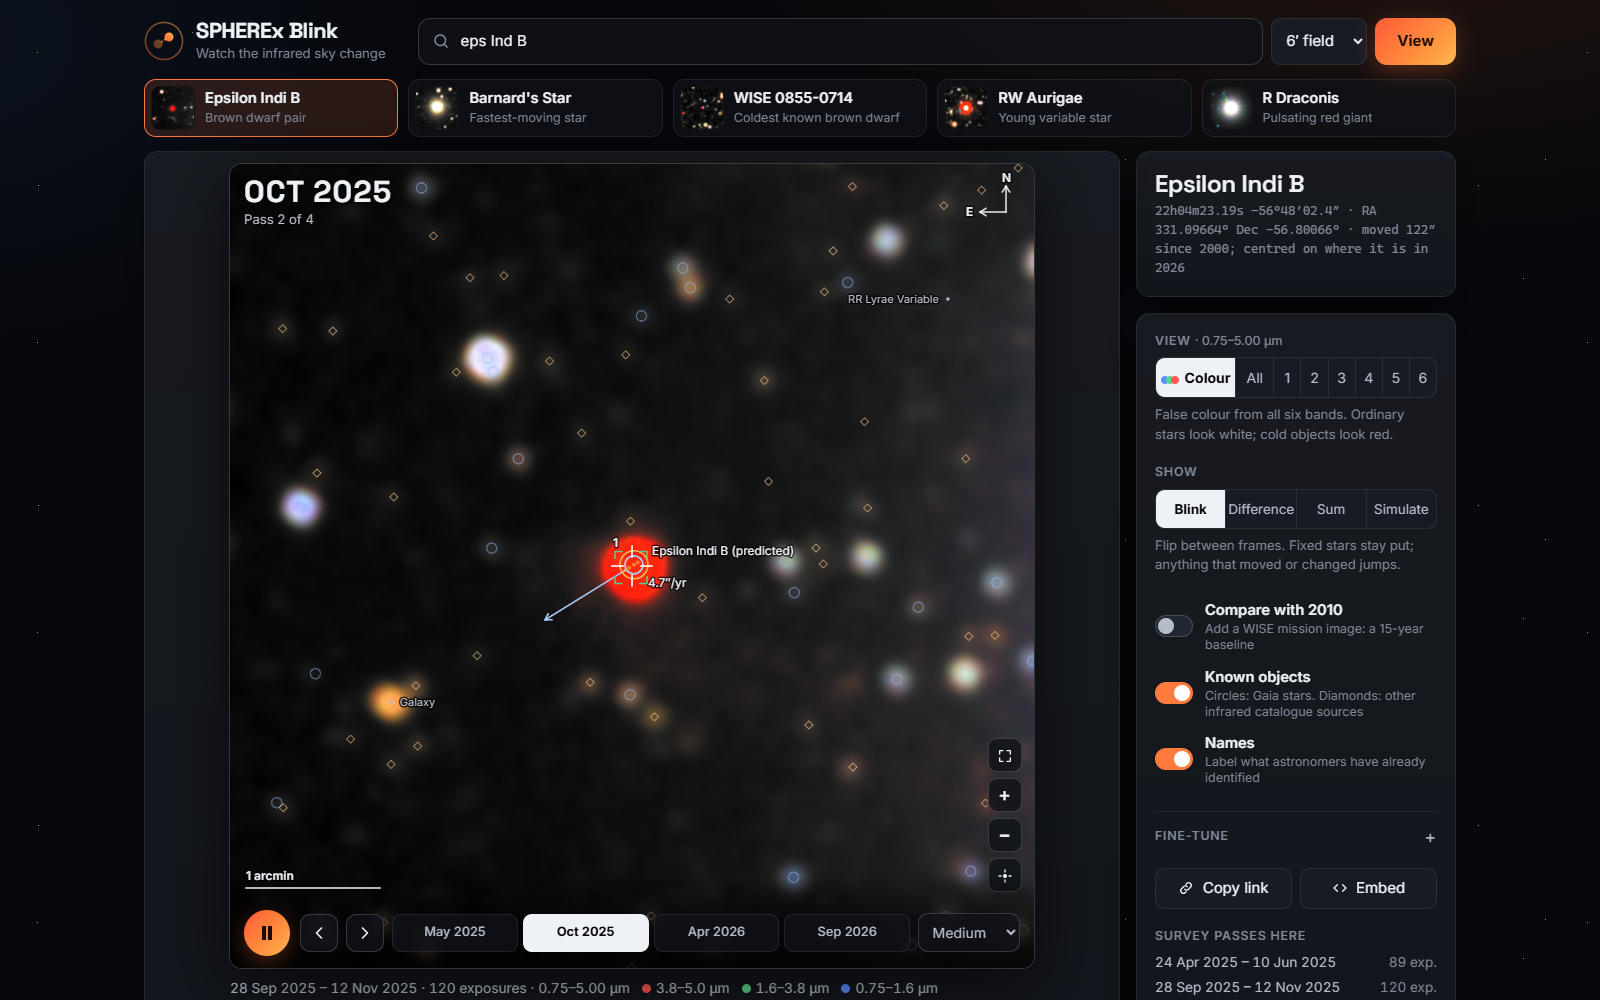 SPHEREx Blink
Watch the infrared sky change
eps Ind B
6′ field
View
Epsilon Indi B
Brown dwarf pair
Barnard's Star
Fastest-moving star
WISE 0855-0714
Coldest known brown dwarf
RW Aurigae
Young variable star
R Draconis
Pulsating red giant
OCT 2025
Pass 2 of 4
N
E
RR Lyrae Variable
1
Epsilon Indi B (predicted)
4.7″/yr
Galaxy
1 arcmin
May 2025
Oct 2025
Apr 2026
Sep 2026
Medium
28 Sep 2025 – 12 Nov 2025 · 120 exposures · 0.75–5.00 µm
3.8–5.0 µm
1.6–3.8 µm
0.75–1.6 µm
Epsilon Indi B
22h04m23.19s −56°48′02.4″ · RA
331.09664° Dec −56.80066° · moved 122″
since 2000; centred on where it is in
2026
VIEW · 0.75–5.00 µm
Colour
All
1
2
3
4
5
6
False colour from all six bands. Ordinary
stars look white; cold objects look red.
SHOW
Blink
Difference
Sum
Simulate
Flip between frames. Fixed stars stay put;
anything that moved or changed jumps.
Compare with 2010
Add a WISE mission image: a 15-year
baseline
Known objects
Circles: Gaia stars. Diamonds: other
infrared catalogue sources
Names
Label what astronomers have already
identified
FINE-TUNE
+
Copy link
Embed
SURVEY PASSES HERE
24 Apr 2025 – 10 Jun 2025 89 exp.
28 Sep 2025 – 12 Nov 2025 120 exp.